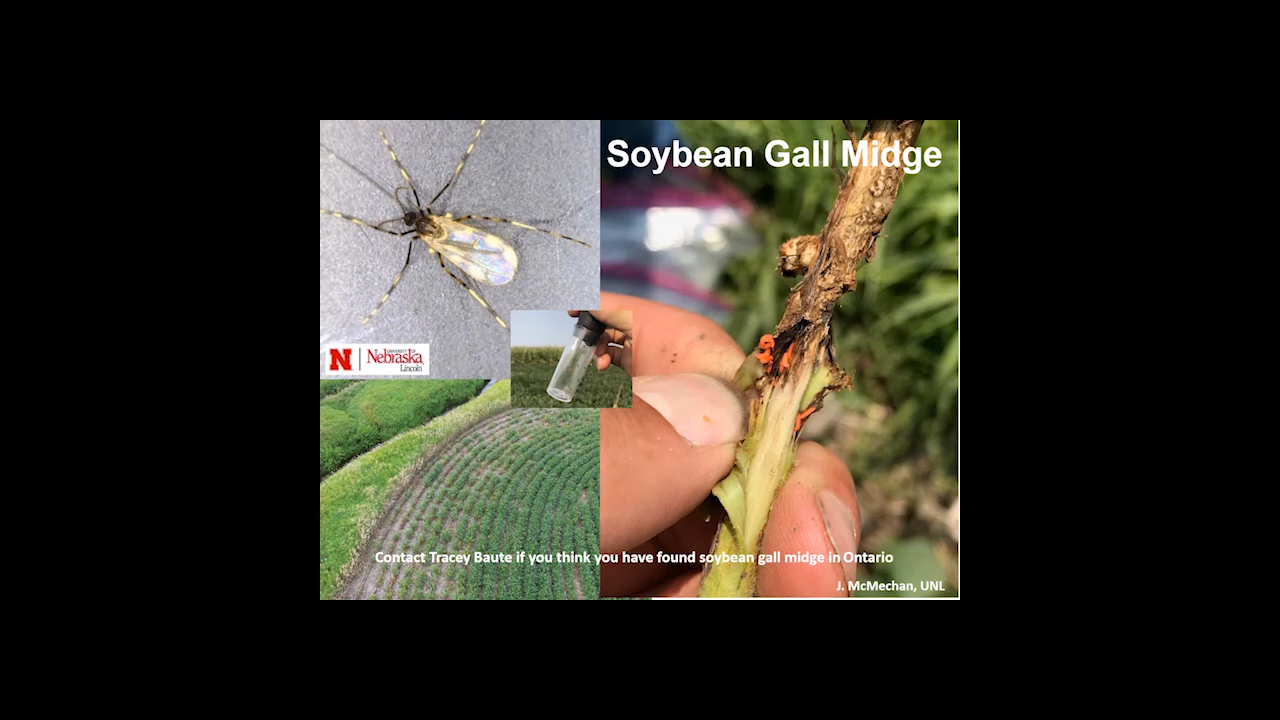 Soybean Gall Midge
N
UNIVERSITY OF
Nebraska
Lincoln
Contact Tracey Baute if you think you have found soybean gall midge in Ontario
J. McMechan, UNL